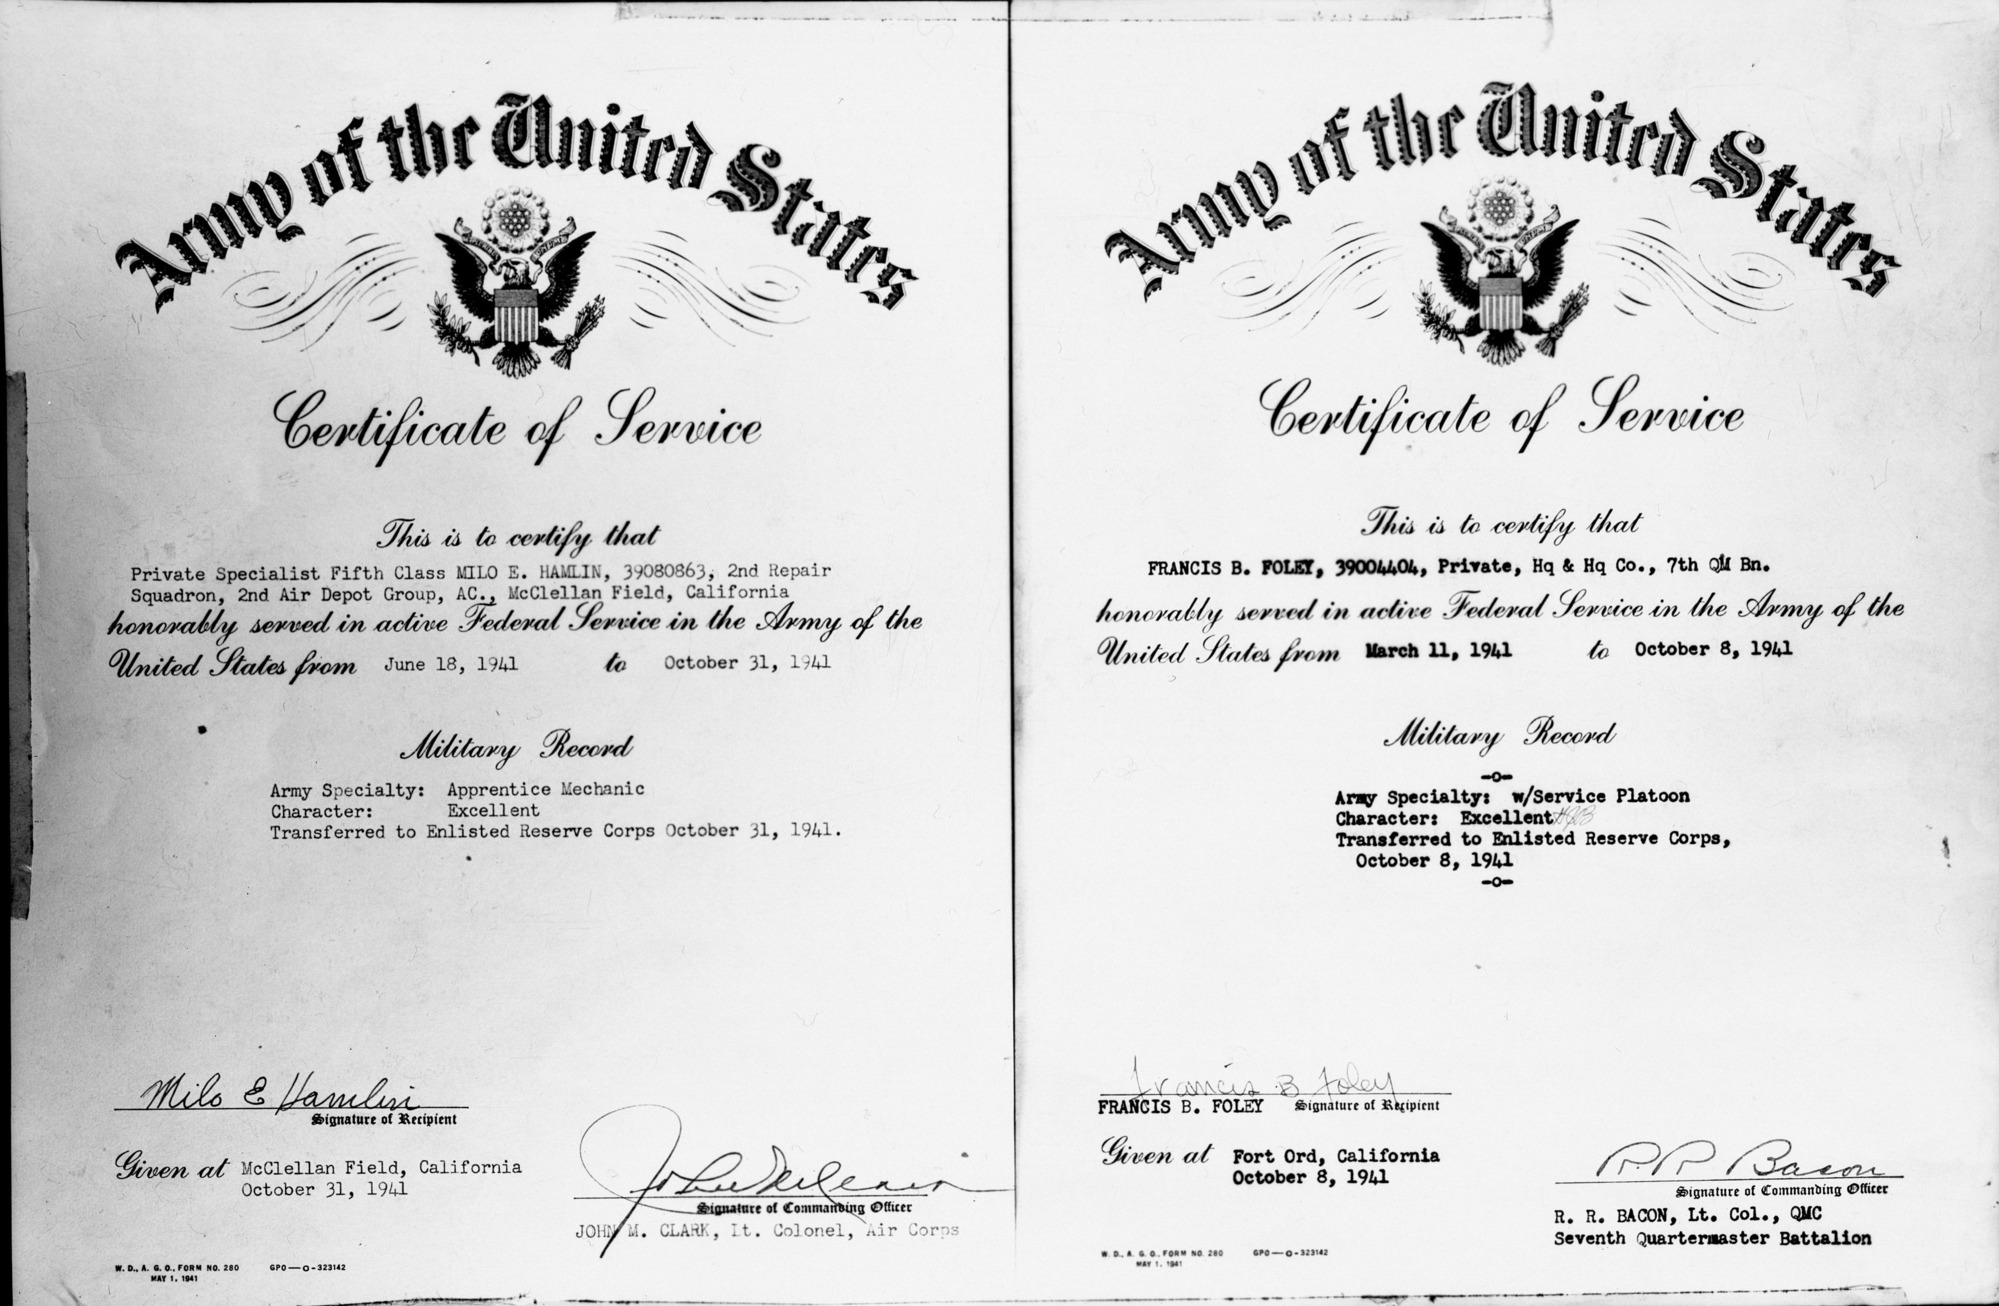 Army of the United States
Certificate of Service
This is to certify that
Private Specialist Fifth Class MILO E. HAMLIN, 39080863, 2nd Repair
Squadron, 2nd Air Depot Group, AC., McClellan Field, California
honorably served in active Federal Service in the Army of the
United States from June 18, 1941 to October 31, 1941
Military Record
Army Specialty: Apprentice Mechanic
Character: Excellent
Transferred to Enlisted Reserve Corps October 31, 1941.
Milo E Hamlin
Signature of Recipient
Given at McClellan Field, California
October 31, 1941
Signature of Commanding Officer
JOHN M. CLARK, Lt. Colonel, Air Corps
W. D., A. G. O., FORM NO. 280 GPO—O-323142
MAY 1, 1941
Army of the United States
Certificate of Service
This is to certify that
FRANCIS B. FOLEY, 39004404, Private, Hq & Hq Co., 7th QM Bn.
honorably served in active Federal Service in the Army of the
United States from March 11, 1941 to October 8, 1941
Military Record
-o-
Army Specialty: w/Service Platoon
Character: Excellent
Transferred to Enlisted Reserve Corps,
October 8, 1941
-o-
Francis B Foley
FRANCIS B. FOLEY Signature of Recipient
Given at Fort Ord, California
October 8, 1941
R. R. Bacon
Signature of Commanding Officer
R. R. BACON, Lt. Col., QMC
Seventh Quartermaster Battalion
W. D., A. G. O., FORM NO. 280 GPO—O-323142
MAY 1, 1941